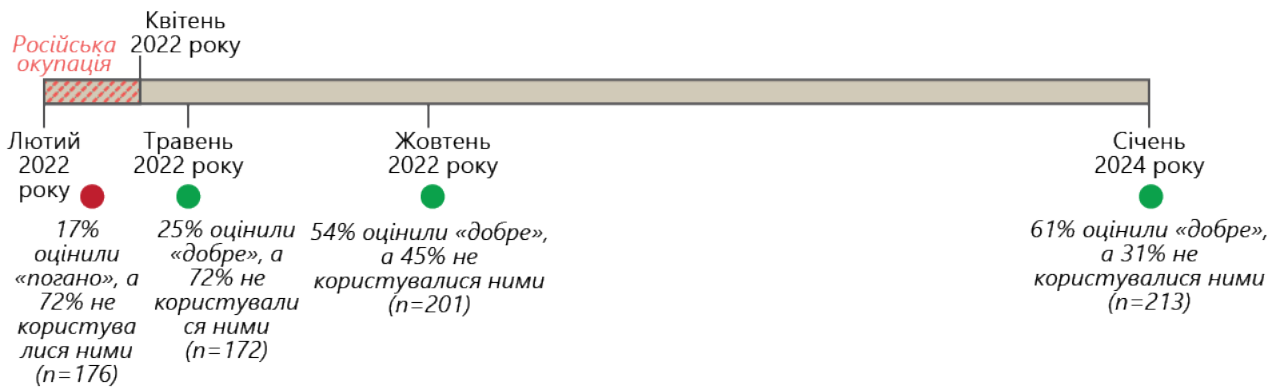 Російська
окупація
Квітень
2022 року
Лютий
2022
року
Травень
2022 року
Жовтень
2022 року
Січень
2024 року
17%
оцінили
«погано», а
72% не
користува
лися ними
(n=176)
25% оцінили
«добре», а
72% не
користували
ся ними
(n=172)
54% оцінили «добре»,
а 45% не
користувалися ними
(n=201)
61% оцінили «добре»,
а 31% не
користувалися ними
(n=213)